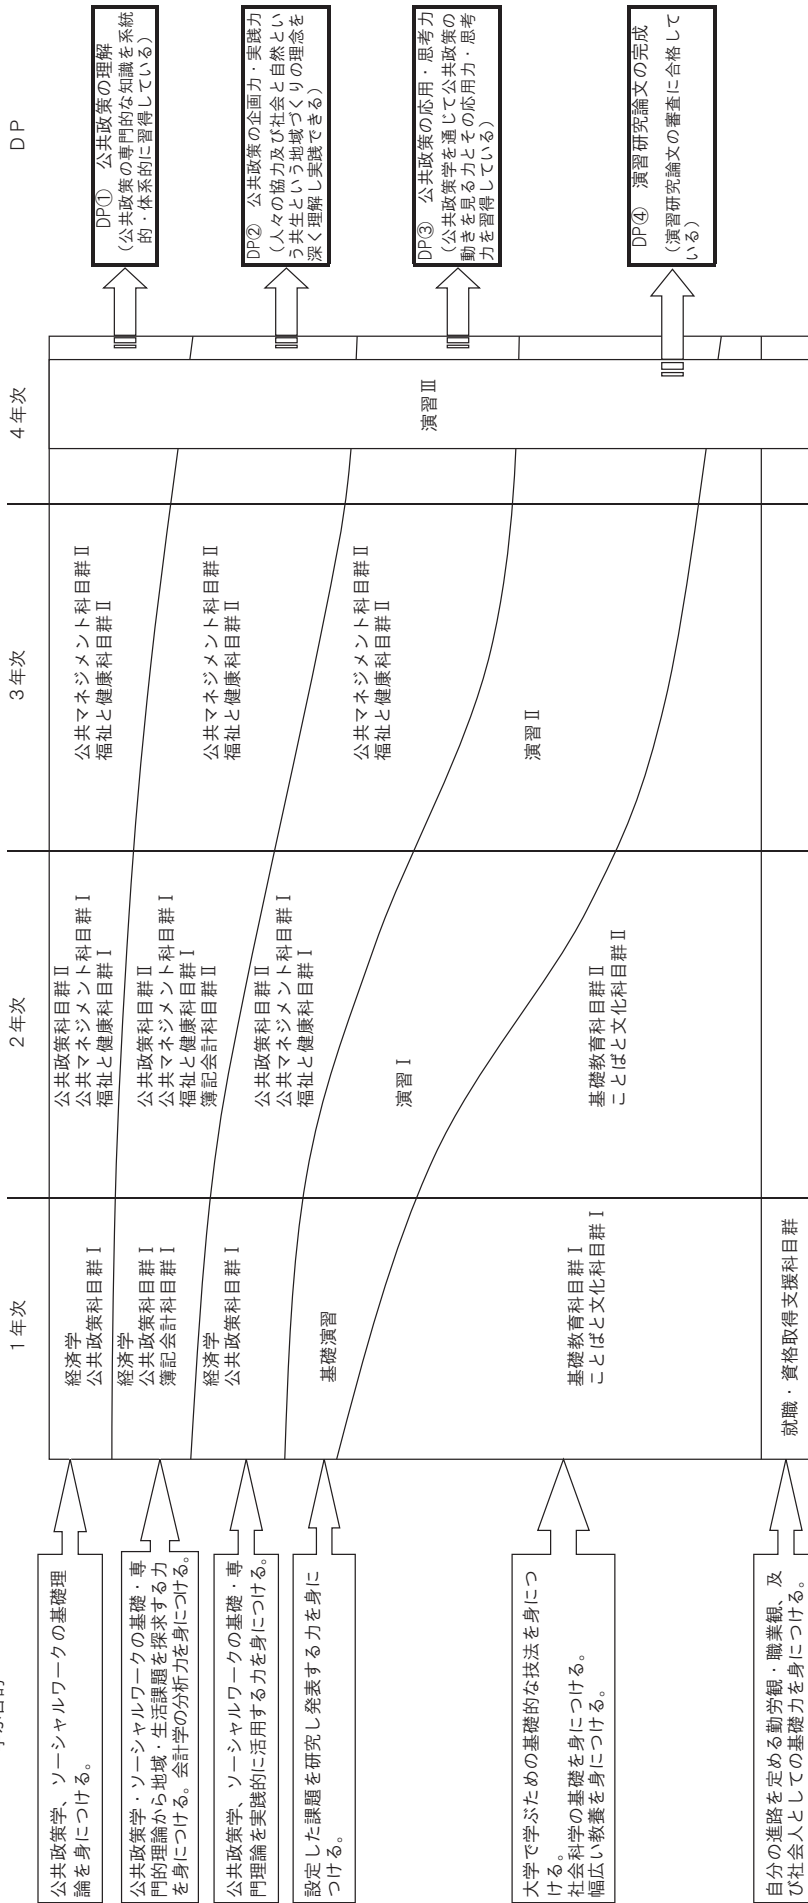 1年次
2年次
3年次
4年次
DP
公共政策学、ソーシャルワークの基礎理
論を身につける。
経済学
公共政策科目群Ⅰ
公共政策科目群Ⅱ
公共マネジメント科目群Ⅰ
福祉と健康科目群Ⅰ
公共マネジメント科目群Ⅱ
福祉と健康科目群Ⅱ
DP① 公共政策の理解
(公共政策の専門的な知識を系統
的・体系的に習得している)
公共政策学・ソーシャルワークの基礎・専
門的理論から地域・生活課題を探求する力
を身につける。会計学の分析力を身につける。
経済学
公共政策科目群Ⅰ
簿記会計科目群Ⅰ
公共政策科目群Ⅱ
公共マネジメント科目群Ⅰ
福祉と健康科目群Ⅰ
簿記会計科目群Ⅱ
公共マネジメント科目群Ⅱ
福祉と健康科目群Ⅱ
DP② 公共政策の企画力・実践力
(人々の協力及び社会と自然とい
う共生という地域づくりの理念を
深く理解し実践できる)
公共政策学、ソーシャルワークの基礎・専
門理論を実践的に活用する力を身につける。
経済学
公共政策科目群Ⅰ
公共政策科目群Ⅱ
公共マネジメント科目群Ⅰ
福祉と健康科目群Ⅰ
公共マネジメント科目群Ⅱ
福祉と健康科目群Ⅱ
DP③ 公共政策の応用・思考力
(公共政策学を通じて公共政策の
動きを見る力とその応用力・思考
力を習得している)
設定した課題を研究し発表する力を身に
つける。
基礎演習
演習Ⅰ
演習Ⅱ
演習Ⅲ
DP④ 演習研究論文の完成
(演習研究論文の審査に合格して
いる)
大学で学ぶための基礎的な技法を身につ
ける。
社会科学の基礎を身につける。
幅広い教養を身につける。
基礎教育科目群Ⅰ
ことばと文化科目群Ⅰ
基礎教育科目群Ⅱ
ことばと文化科目群Ⅱ
自分の進路を定める勤労観・職業観、及
び社会人としての基礎力を身につける。
就職・資格取得支援科目群